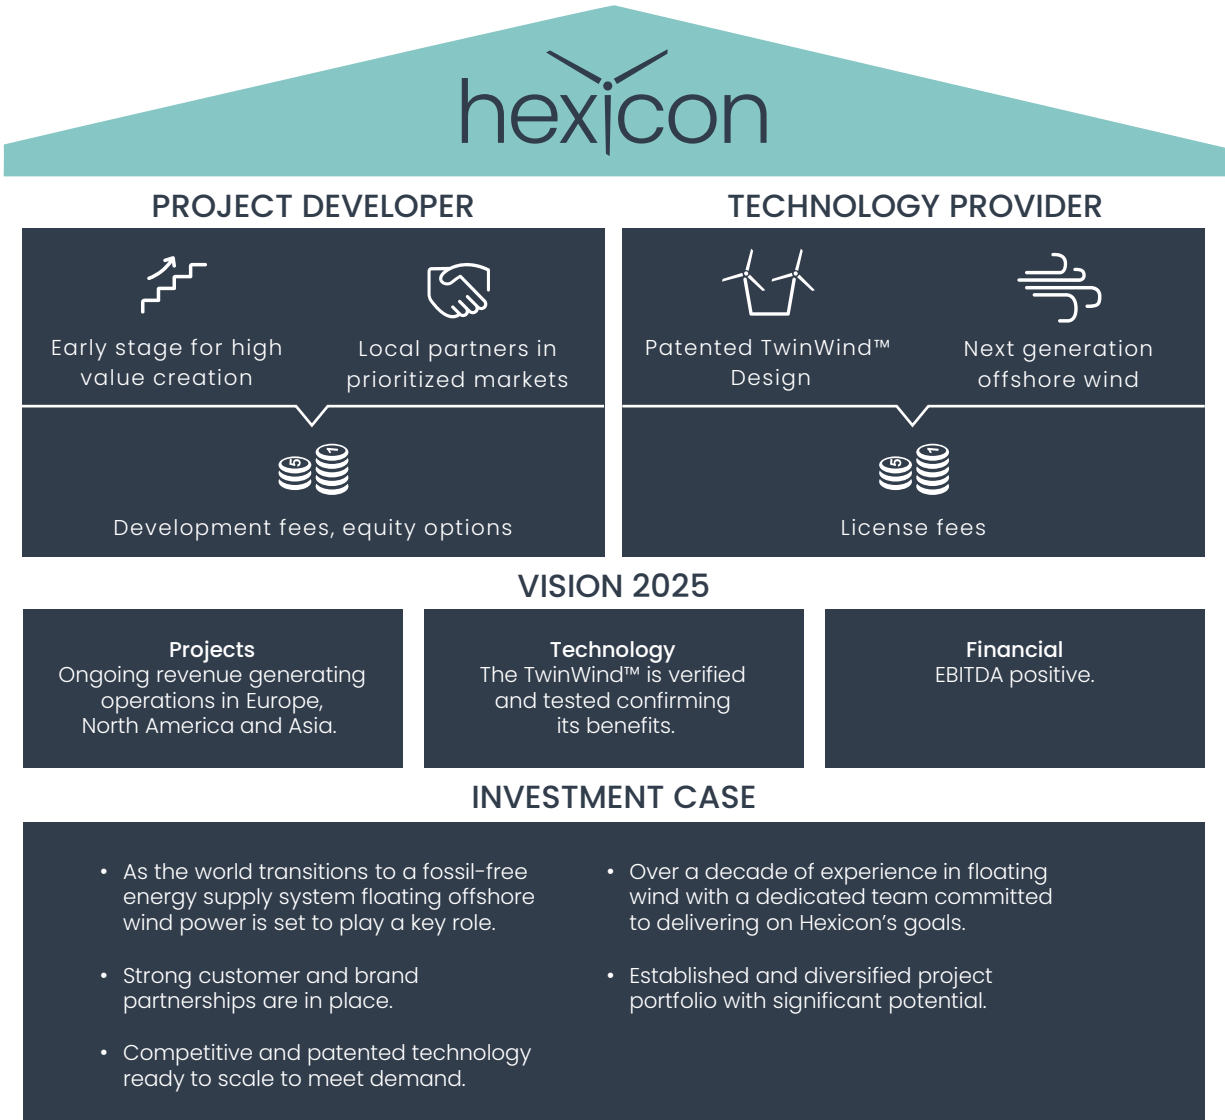 hexicon
PROJECT DEVELOPER
Early stage for high
value creation
Local partners in
prioritized markets
Development fees, equity options
TECHNOLOGY PROVIDER
Patented TwinWind™
Design
Next generation
offshore wind
License fees
VISION 2025
Projects
Ongoing revenue generating
operations in Europe,
North America and Asia.
Technology
The TwinWind™ is verified
and tested confirming
its benefits.
Financial
EBITDA positive.
INVESTMENT CASE
• As the world transitions to a fossil-free
energy supply system floating offshore
wind power is set to play a key role.
• Strong customer and brand
partnerships are in place.
• Competitive and patented technology
ready to scale to meet demand.
• Over a decade of experience in floating
wind with a dedicated team committed
to delivering on Hexicon’s goals.
• Established and diversified project
portfolio with significant potential.